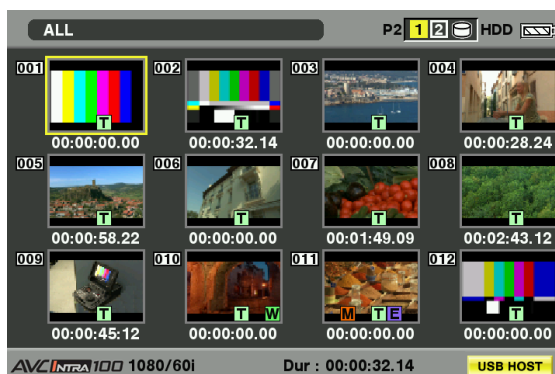 ALL P2 1 2 HDD
001 002 003 004
T T T T
00:00:00.00 00:00:32.14 00:00:00.00 00:00:28.24
005 006 007 008
T T T T
00:00:58.22 00:00:00.00 00:01:49.09 00:02:43.12
009 010 011 012
T T W M T E T
00:00:45:12 00:00:00.00 00:00:00.00 00:00:00.00
AVC INTRA 100 1080/60i Dur : 00:00:32.14 USB HOST